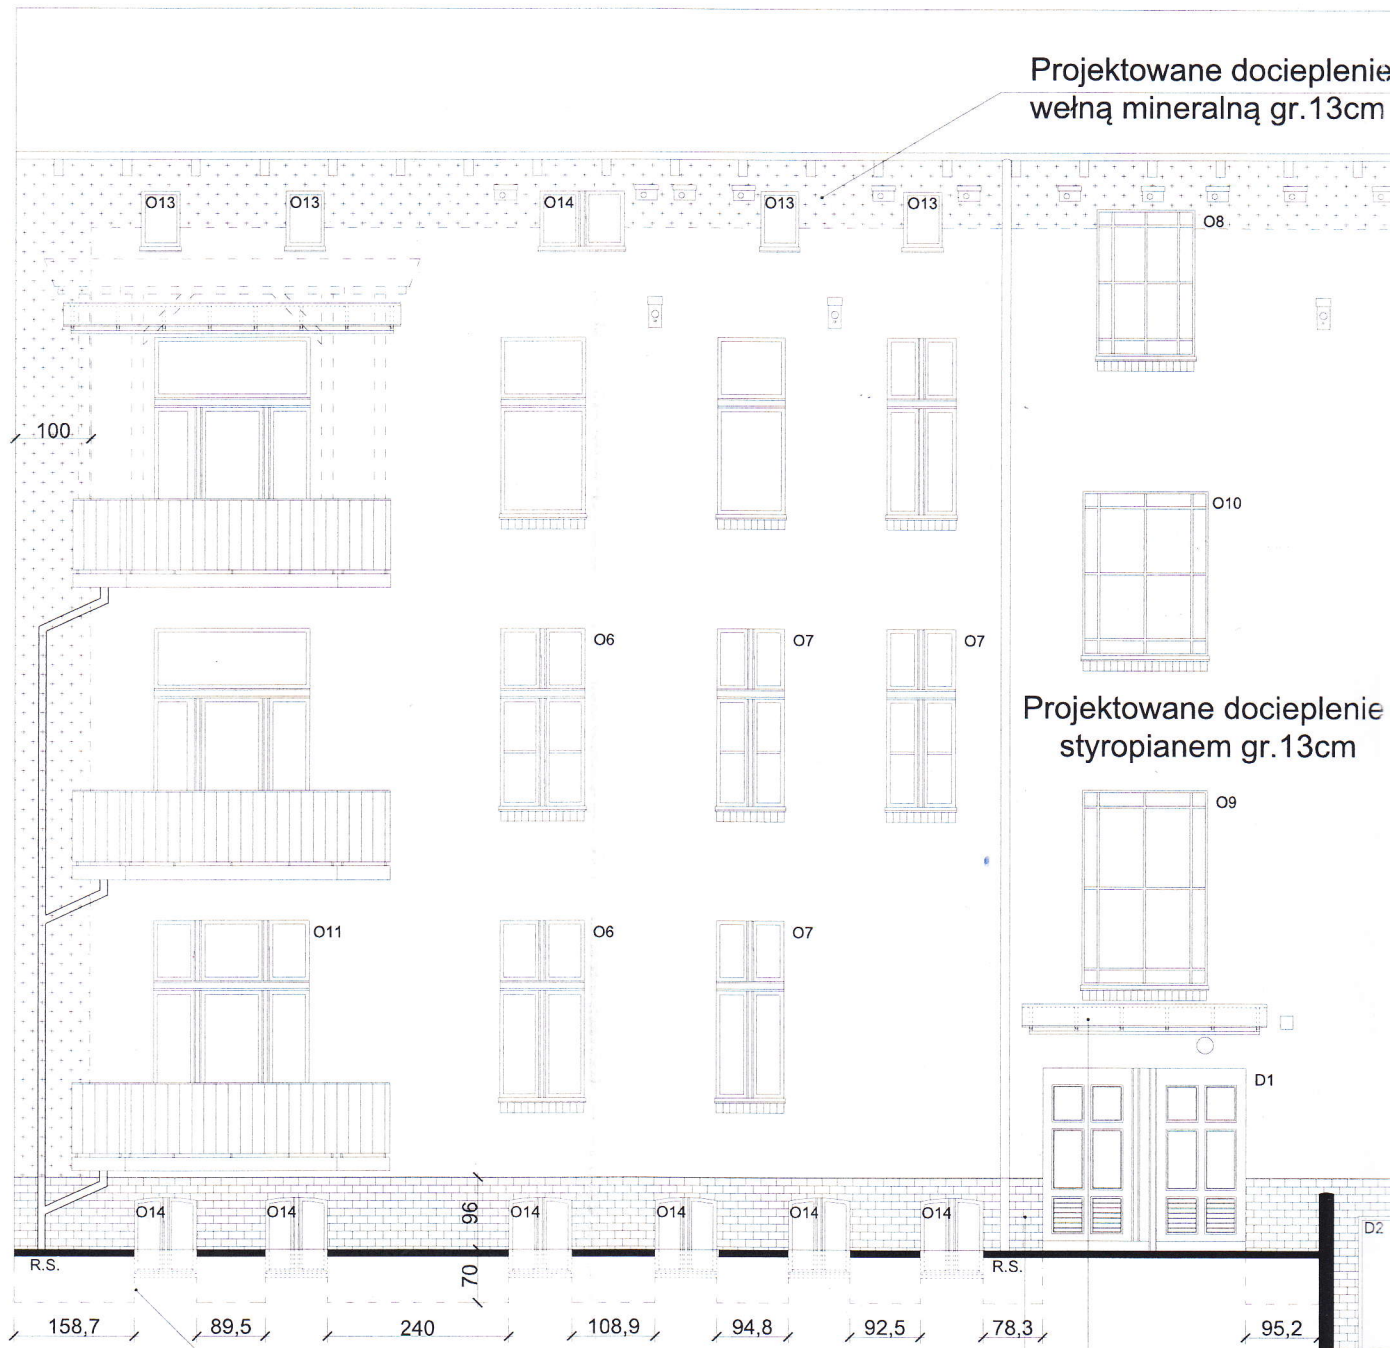 Projektowane docieplenie
wełną mineralną gr.13cm
O13
O13
O14
O13
O13
O8
100
O10
O6
O7
O7
Projektowane docieplenie
styropianem gr.13cm
O9
O11
O6
O7
D1
96
O14
O14
O14
O14
O14
O14
D2
R.S.
R.S.
70
158,7
89,5
240
108,9
94,8
92,5
78,3
95,2